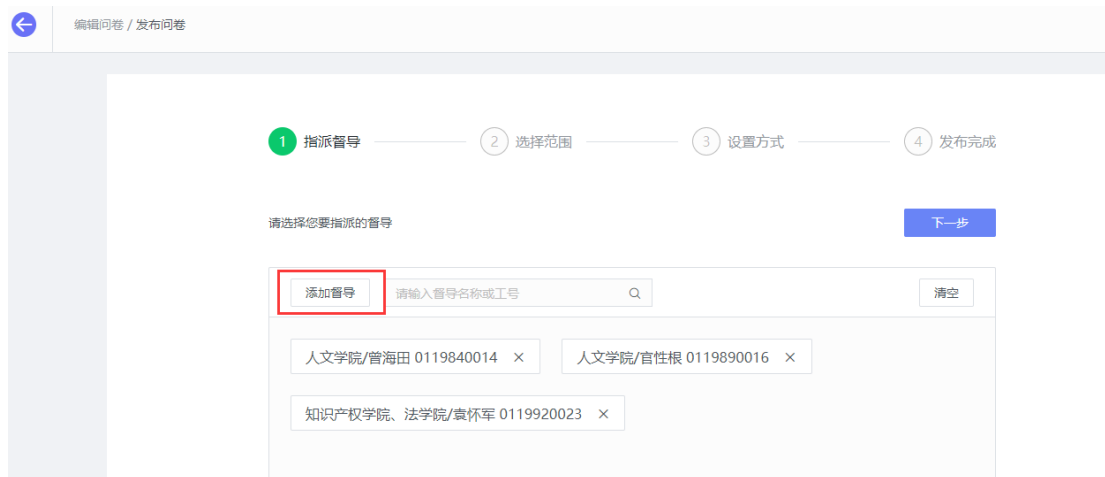 编辑问卷 / 发布问卷
1 指派督导 2 选择范围 3 设置方式 4 发布完成
请选择您要指派的督导 下一步
添加督导 请输入督导名称或工号 清空
人文学院/曾海田 0119840014 × 人文学院/官性根 0119890016 ×
知识产权学院、法学院/袁怀军 0119920023 ×